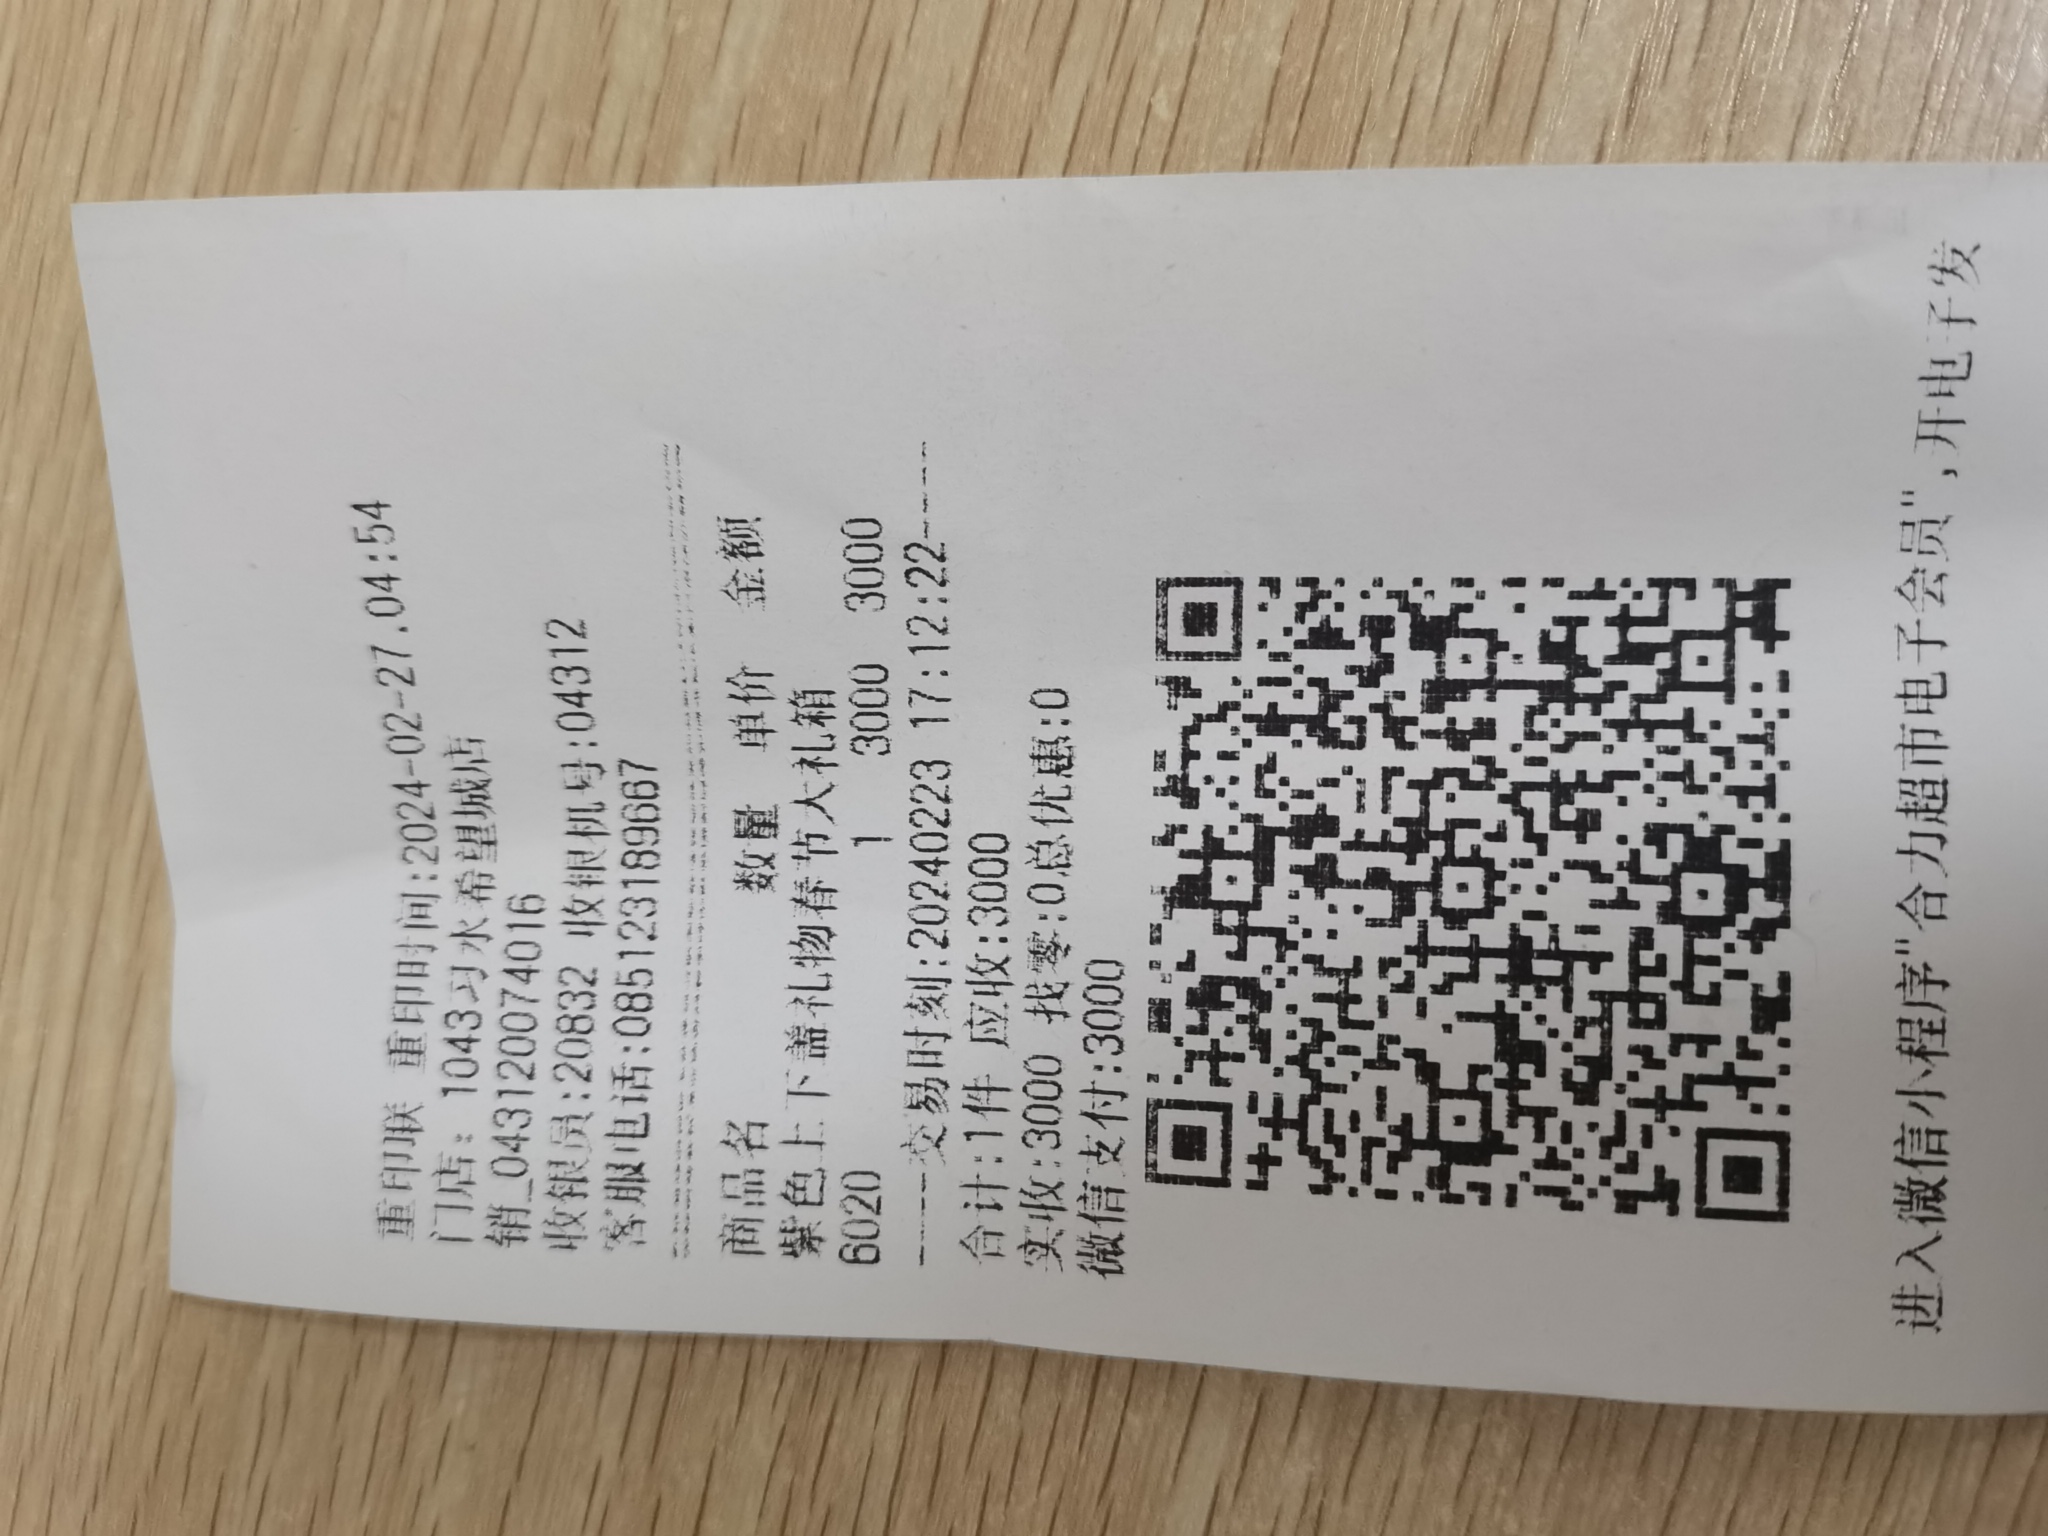 重印联 重印时间:2024-02-27.04:54
门店: 1043习水希望城店
销_0431200774016
收银员:20832 收银机号:04312
客服电话:085123189667
商品名 数量 单价 金额
紫色上下盖礼物春节大礼箱
6020 1 3000 3000
----交易时刻:20240223 17:12:22----
合计:1件 应收:3000
实收:3000 找零:0总优惠:0
微信支付:3000
进入微信小程序"合力超市电子会员",开电子发